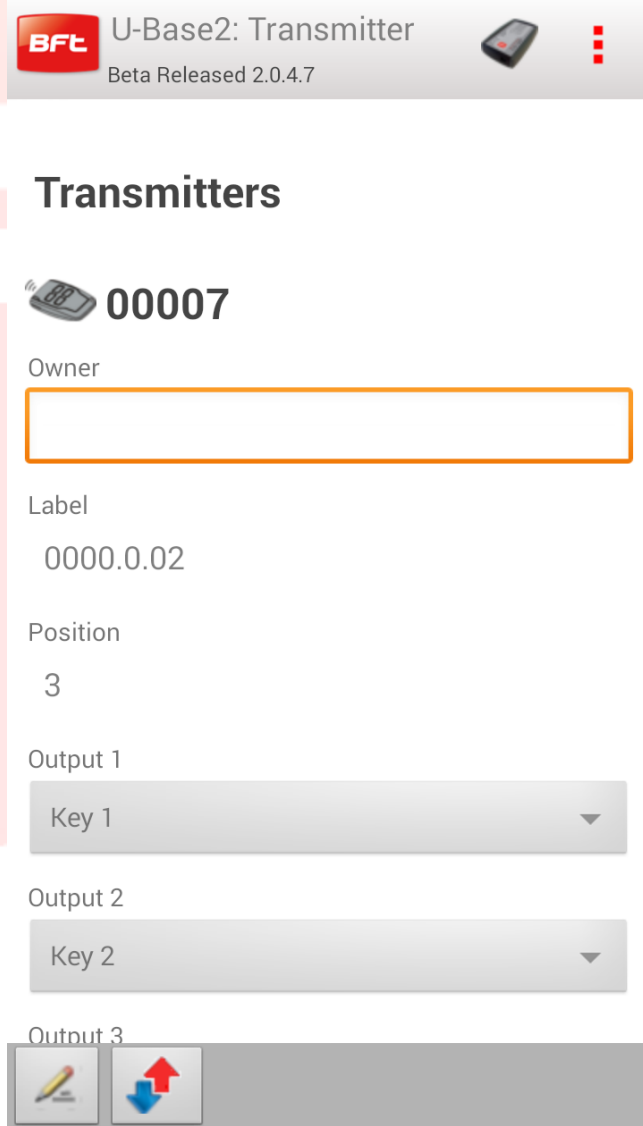 BFt
U-Base2: Transmitter
Beta Released 2.0.4.7
Transmitters
88
00007
Owner
Label
0000.0.02
Position
3
Output 1
Key 1
Output 2
Key 2
Output 3